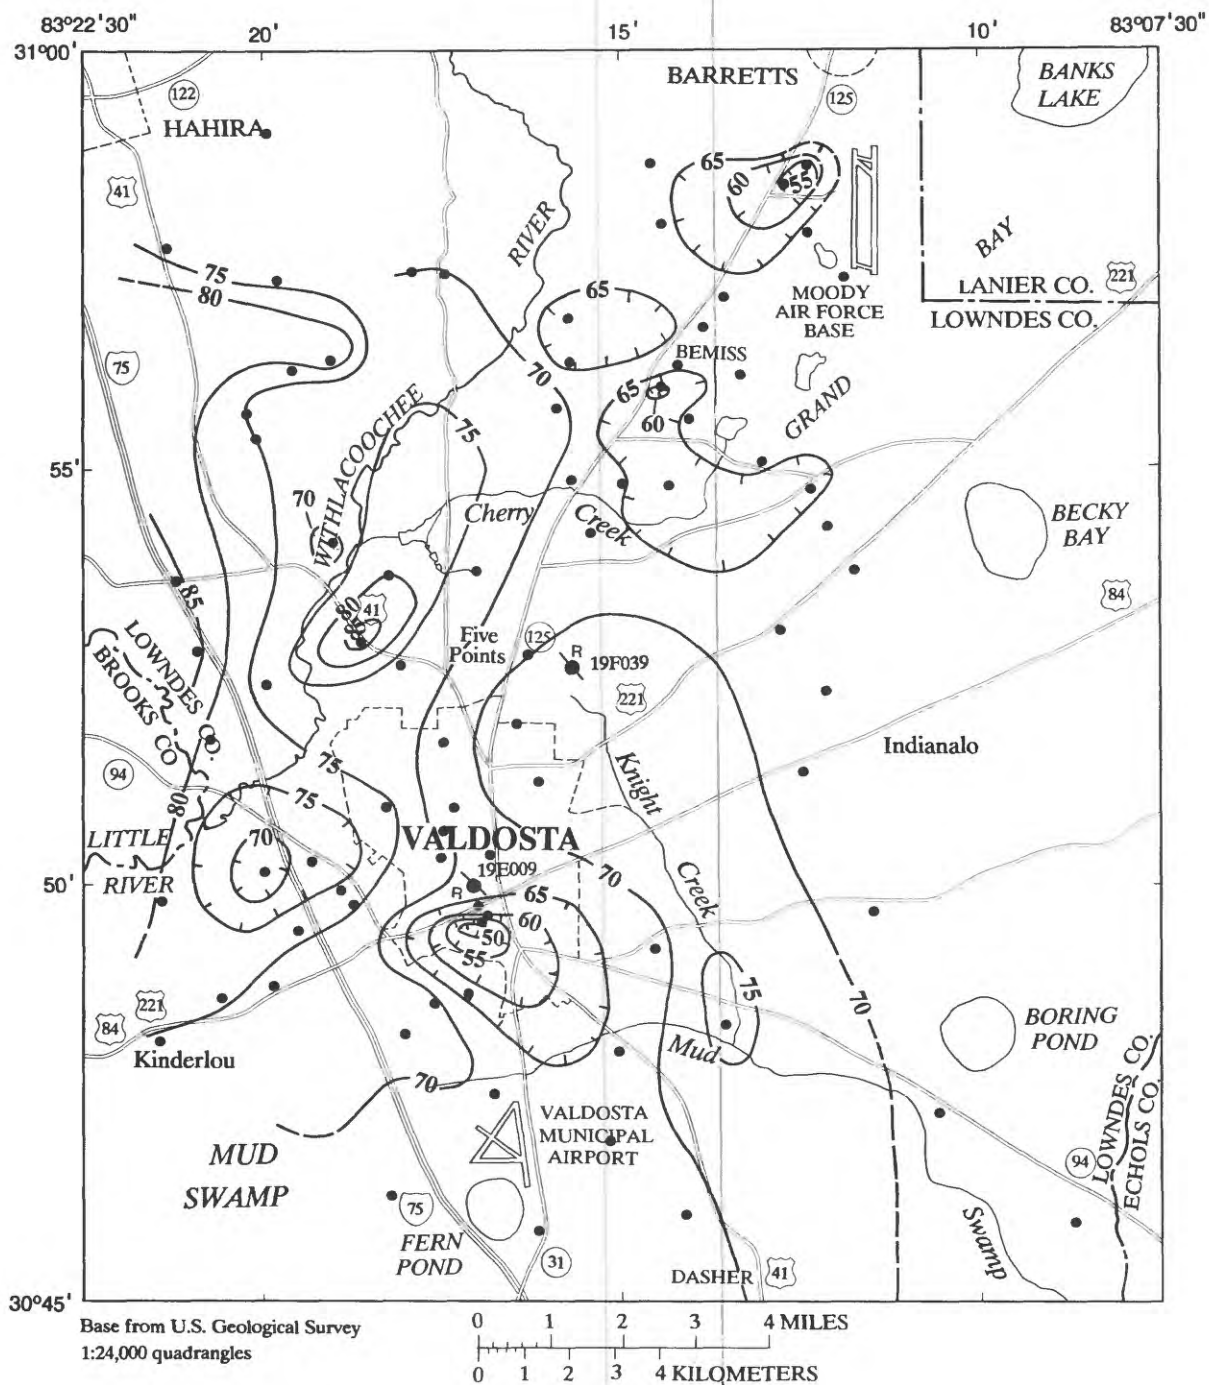 83°22'30"
20'
15'
10'
83°07'30"
31°00'
BARRETTS
BANKS
LAKE
122
125
HAHIRA
65
60
55
41
RIVER
BAY
75
80
221
LANIER CO.
LOWNDES CO.
65
MOODY
AIR FORCE
BASE
75
BEMISS
70
65
60
GRAND
75
WITHLACOOCHEE
55'
70
Cherry
Creek
BECKY
BAY
85
80
41
85
84
Five
Points
125
R
19F039
LOWNDES CO.
BROOKS CO
221
Indianalo
94
75
Knight
80
75
LITTLE
RIVER
70
VALDOSTA
19E009
R
70
Creek
50'
65
60
50
55
75
70
221
84
Kinderlou
BORING
POND
Mud
70
LOWNDES CO.
ECHOLS CO.
VALDOSTA
MUNICIPAL
AIRPORT
MUD
SWAMP
94
75
FERN
POND
Swamp
31
DASHER
41
30°45'
Base from U.S. Geological Survey
1:24,000 quadrangles
0 1 2 3 4 MILES
0 1 2 3 4 KILOMETERS